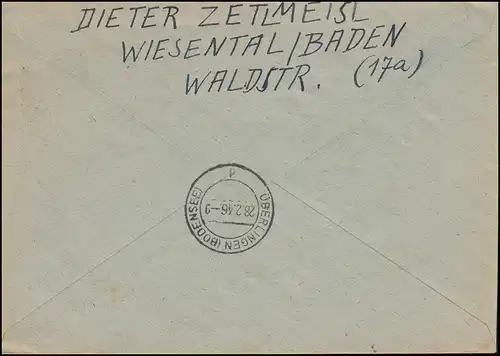 DIETER ZETLMEISL
WIESENTAL/BADEN
WALDSTR. (17a)
ÜBERLINGEN (BODENSEE)
28.2.46-9